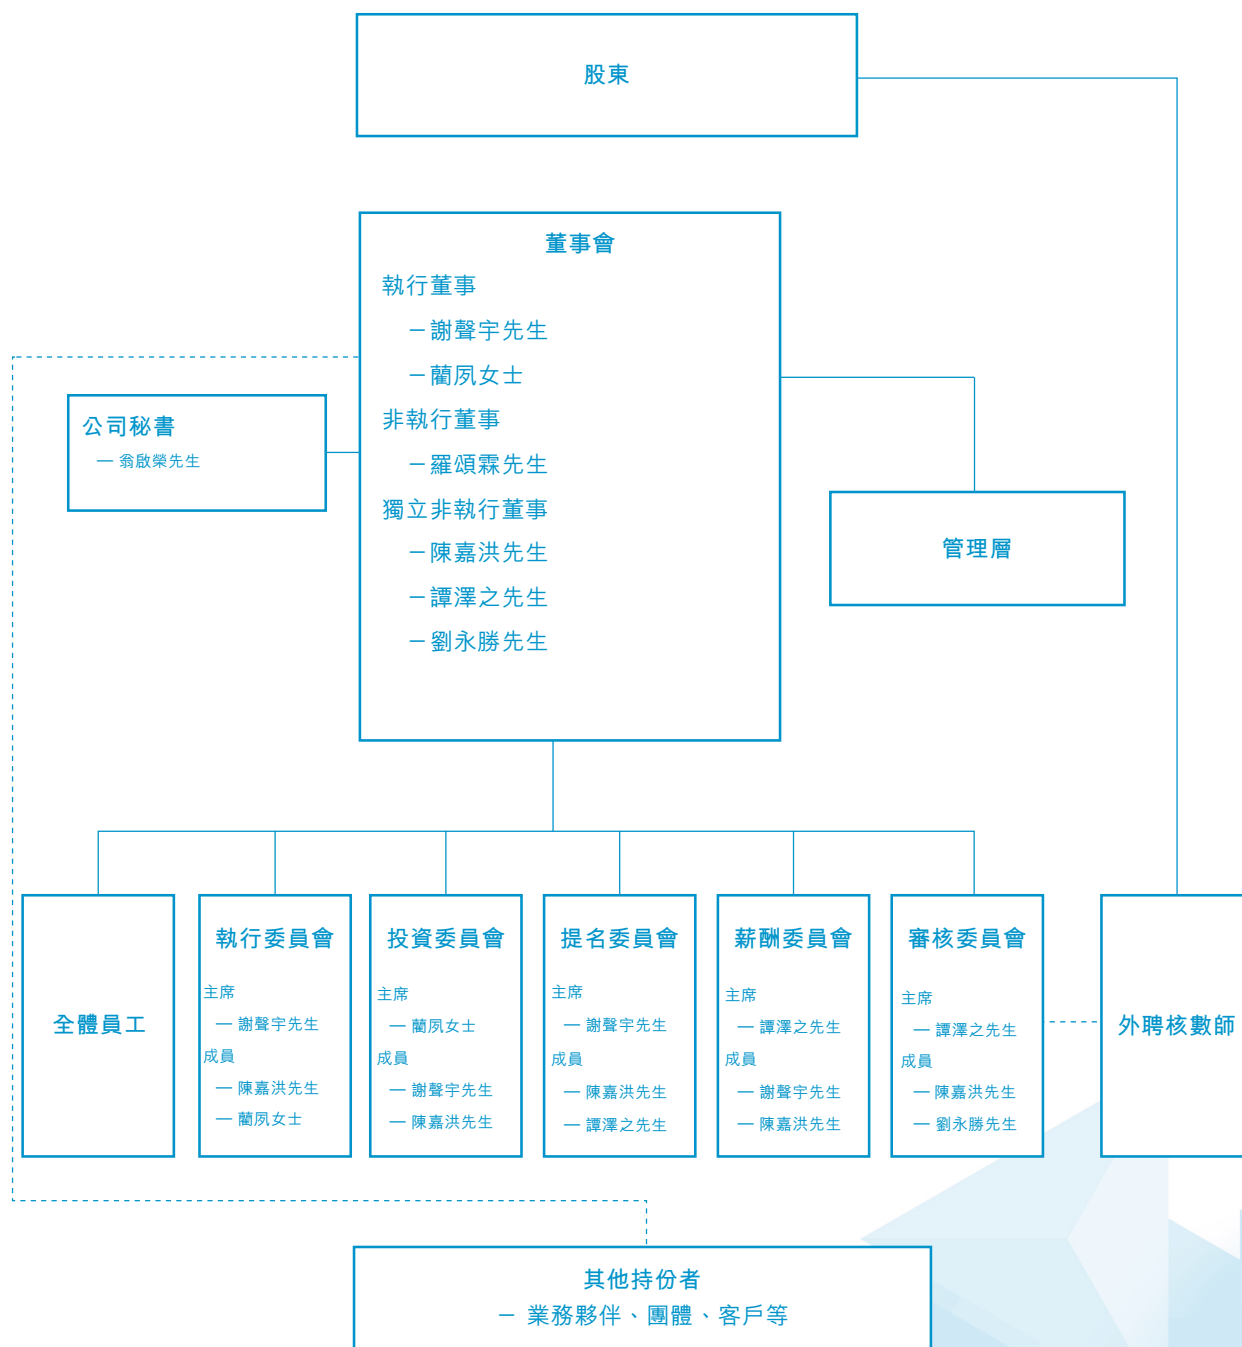 股東
董事會
執行董事
－謝聲宇先生
－藺夙女士
非執行董事
－羅頌霖先生
獨立非執行董事
－陳嘉洪先生
－譚澤之先生
－劉永勝先生
公司秘書
— 翁啟榮先生
管理層
全體員工
執行委員會
主席
— 謝聲宇先生
成員
— 陳嘉洪先生
— 藺夙女士
投資委員會
主席
— 藺夙女士
成員
— 謝聲宇先生
— 陳嘉洪先生
提名委員會
主席
— 謝聲宇先生
成員
— 陳嘉洪先生
— 譚澤之先生
薪酬委員會
主席
— 譚澤之先生
成員
— 謝聲宇先生
— 陳嘉洪先生
審核委員會
主席
— 譚澤之先生
成員
— 陳嘉洪先生
— 劉永勝先生
外聘核數師
其他持份者
－ 業務夥伴、團體、客戶等